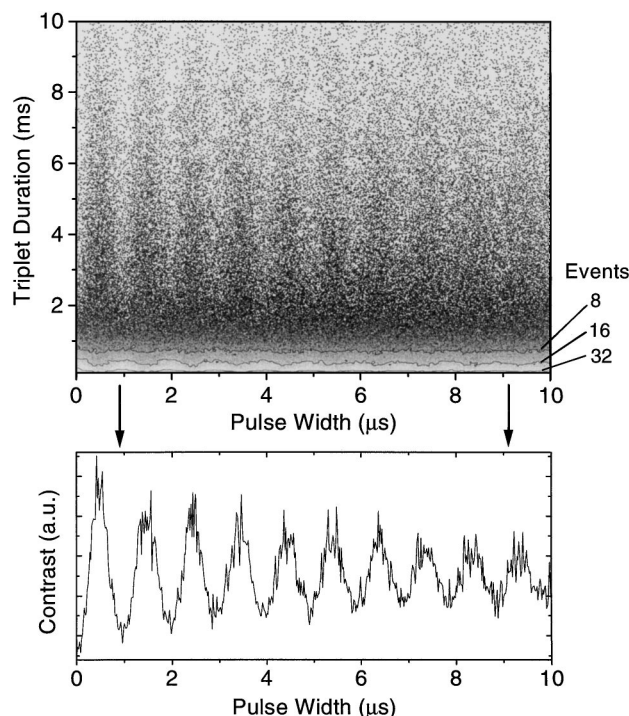 10
8
6
4
2
Triplet Duration (ms)
Events
8
16
32
0 2 4 6 8 10
Pulse Width (μs)
Contrast (a.u.)
0 2 4 6 8 10
Pulse Width (μs)